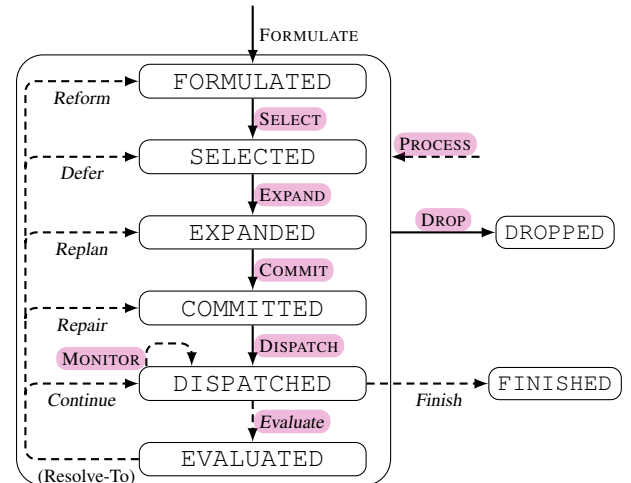 FORMULATE
FORMULATED
Reform
SELECT
SELECTED
PROCESS
Defer
EXPAND
EXPANDED
DROP
DROPPED
Replan
COMMIT
COMMITTED
Repair
DISPATCH
MONITOR
DISPATCHED
FINISHED
Continue
Finish
Evaluate
EVALUATED
(Resolve-To)